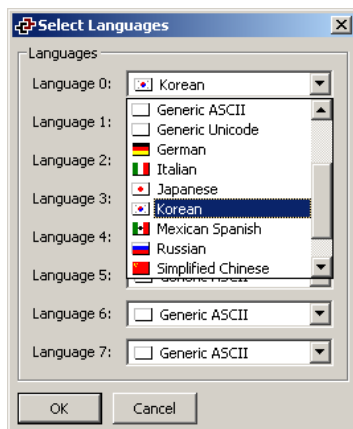 Select Languages
Languages
Language 0: Korean
Generic ASCII
Language 1:
Generic Unicode
German
Language 2:
Italian
Japanese
Language 3:
Korean
Language 4:
Mexican Spanish
Russian
Simplified Chinese
Language 5:
Language 6: Generic ASCII
Language 7: Generic ASCII
OK Cancel